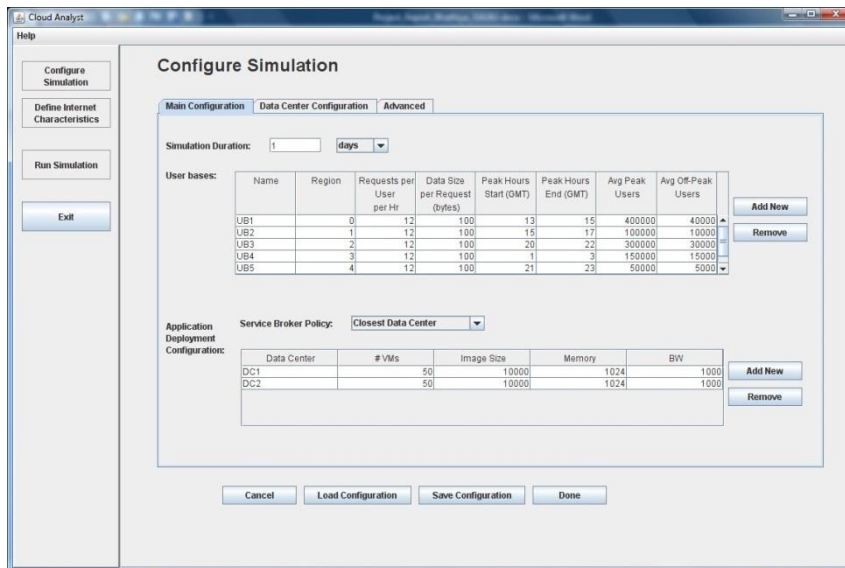 Cloud Analyst
Help
Configure Simulation
Define Internet Characteristics
Run Simulation
Exit
Configure Simulation
Main Configuration Data Center Configuration Advanced
Simulation Duration: 1 days
User bases:
Name Region Requests per User per Hr Data Size per Request (bytes) Peak Hours Start (GMT) Peak Hours End (GMT) Avg Peak Users Avg Off-Peak Users
UB1 0 12 100 13 15 400000 40000
UB2 1 12 100 15 17 100000 10000
UB3 2 12 100 20 22 300000 30000
UB4 3 12 100 1 3 150000 15000
UB5 4 12 100 21 23 50000 5000
Add New
Remove
Application Deployment Configuration:
Service Broker Policy: Closest Data Center
Data Center # VMs Image Size Memory BW
DC1 50 10000 1024 1000
DC2 50 10000 1024 1000
Add New
Remove
Cancel Load Configuration Save Configuration Done